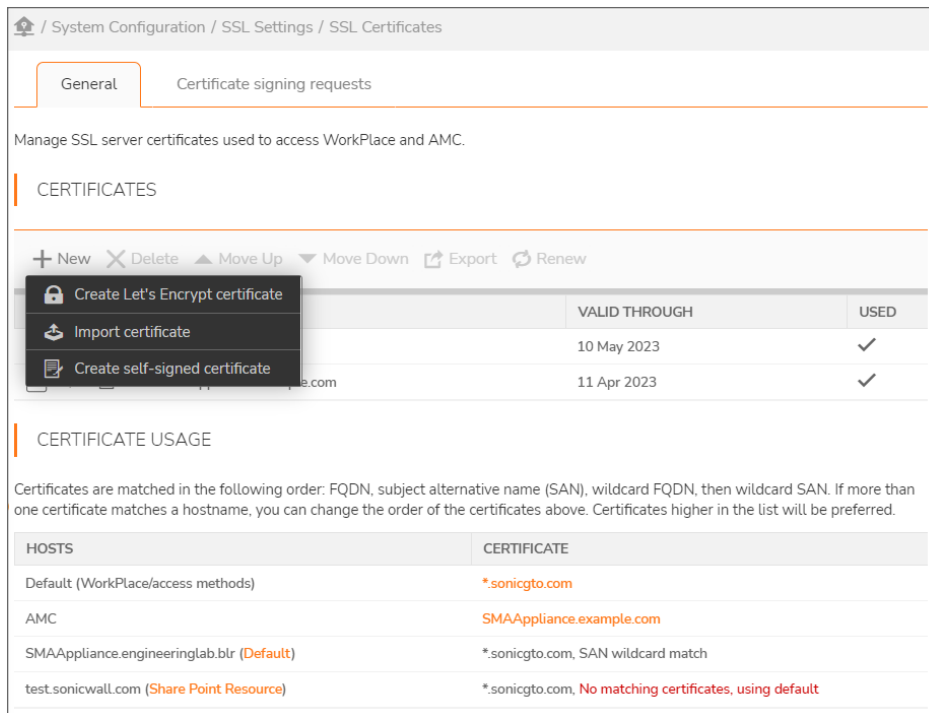 / System Configuration / SSL Settings / SSL Certificates
General Certificate signing requests
Manage SSL server certificates used to access WorkPlace and AMC.
CERTIFICATES
New Delete Move Up Move Down Export Renew
Create Let's Encrypt certificate
Import certificate
Create self-signed certificate
VALID THROUGH USED
10 May 2023
e.com 11 Apr 2023
CERTIFICATE USAGE
Certificates are matched in the following order: FQDN, subject alternative name (SAN), wildcard FQDN, then wildcard SAN. If more than
one certificate matches a hostname, you can change the order of the certificates above. Certificates higher in the list will be preferred.
HOSTS CERTIFICATE
Default (WorkPlace/access methods) *.sonicgto.com
AMC SMAAppliance.example.com
SMAAppliance.engineeringlab.blr (Default) *.sonicgto.com, SAN wildcard match
test.sonicwall.com (Share Point Resource) *.sonicgto.com, No matching certificates, using default